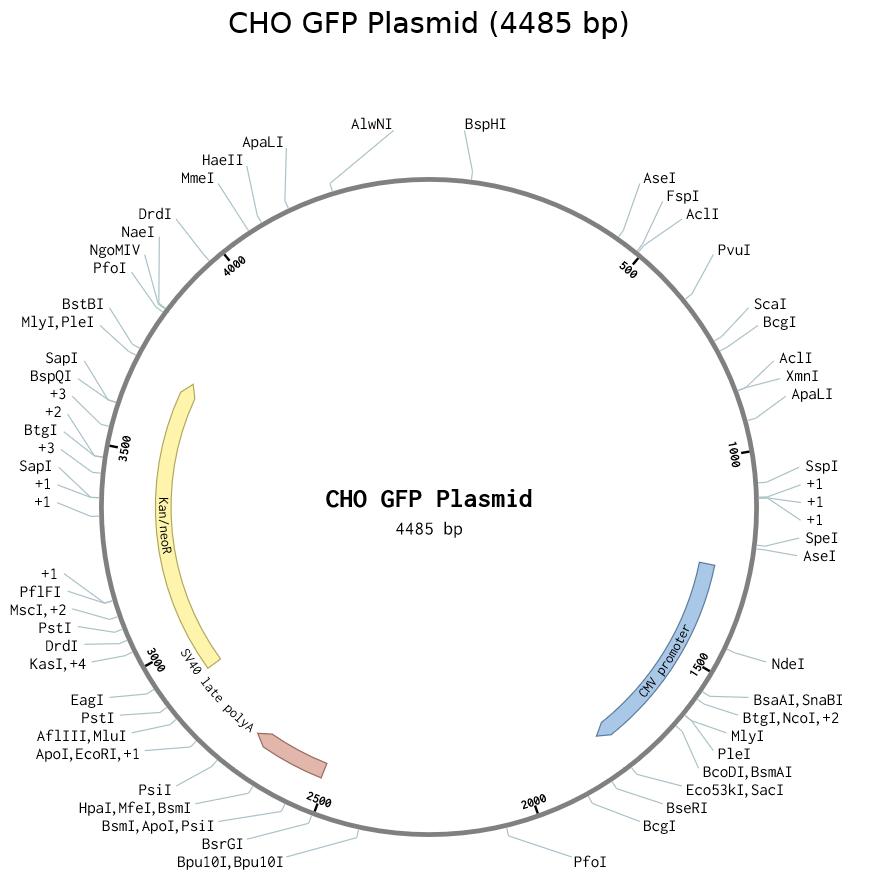 CHO GFP Plasmid (4485 bp)
AlwNI
BspHI
ApaLI
HaeII
MmeI
DrdI
NaeI
NgoMIV
PfoI
BstBI
MlyI,PleI
SapI
BspQI
+3
+2
BtgI
+3
SapI
+1
+1
+1
PflFI
MscI,+2
PstI
DrdI
KasI,+4
EagI
PstI
AflIII,MluI
ApoI,EcoRI,+1
PsiI
HpaI,MfeI,BsmI
BsmI,ApoI,PsiI
BsrGI
Bpu10I,Bpu10I
AseI
FspI
AclI
PvuI
ScaI
BcgI
AclI
XmnI
ApaLI
SspI
+1
+1
+1
SpeI
AseI
NdeI
BsaAI,SnaBI
BtgI,NcoI,+2
MlyI
PleI
BcoDI,BsmAI
Eco53kI,SacI
BseRI
BcgI
PfoI
500
1000
1500
2000
2500
3000
3500
4000
Kan/neoR
SV40 late polyA
CMV promoter
CHO GFP Plasmid
4485 bp